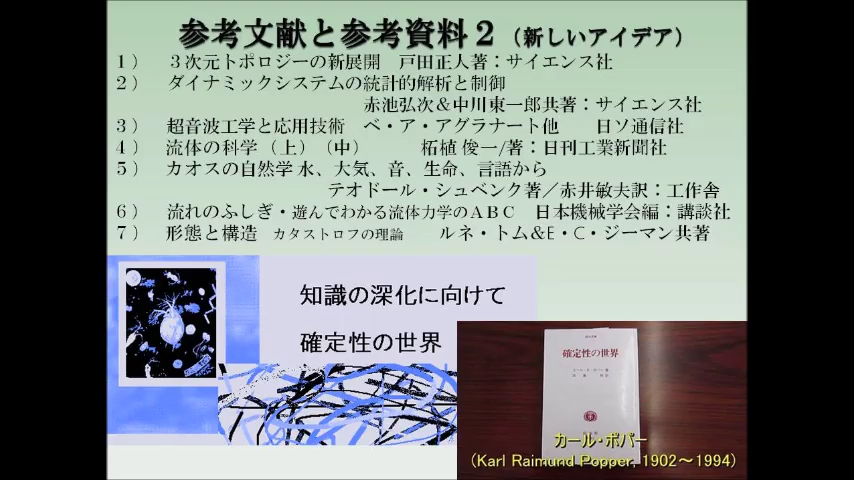 参考文献と参考資料２（新しいアイデア）
１） ３次元トポロジーの新展開 戸田正人著：サイエンス社
２） ダイナミックシステムの統計的解析と制御
赤池弘次＆中川東一郎共著：サイエンス社
３） 超音波工学と応用技術 ベ・ア・アグラナート他 日ソ通信社
４） 流体の科学（上）（中） 柘植 俊一/著：日刊工業新聞社
５） カオスの自然学 水、大気、音、生命、言語から
テオドール・シュベンク著／赤井敏夫訳：工作舎
６） 流れのふしぎ・遊んでわかる流体力学のＡＢＣ 日本機械学会編：講談社
７） 形態と構造 カタストロフの理論 ルネ・トム＆E・C・ジーマン共著
知識の深化に向けて
確定性の世界
確定性の世界
カール・ポパー
（Karl Raimund Popper, 1902～1994）